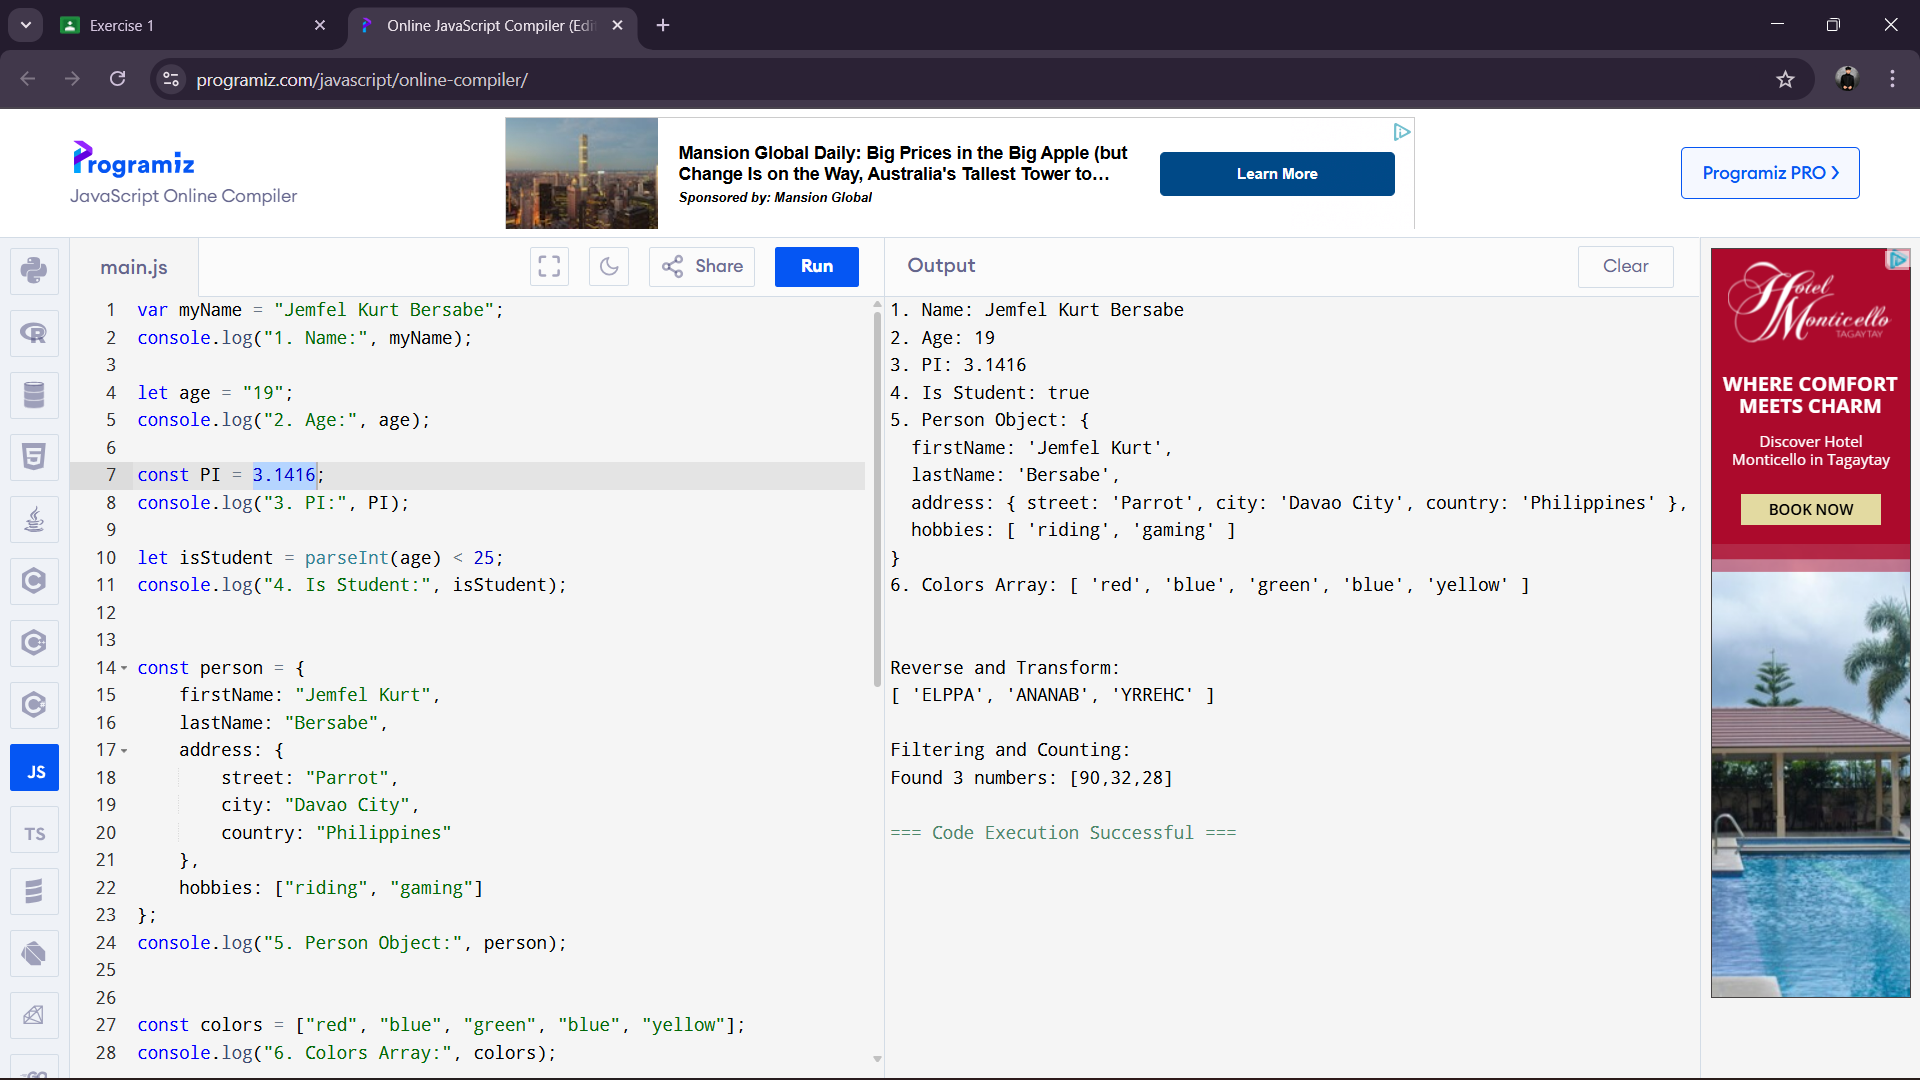 Exercise 1
Online JavaScript Compiler (Edi
programiz.com/javascript/online-compiler/
Programiz
JavaScript Online Compiler
Mansion Global Daily: Big Prices in the Big Apple (but
Change Is on the Way, Australia's Tallest Tower to…
Sponsored by: Mansion Global
Learn More
Programiz PRO >
main.js
Share
Run
1 var myName = "Jemfel Kurt Bersabe";
2 console.log("1. Name:", myName);
3
4 let age = "19";
5 console.log("2. Age:", age);
6
7 const PI = 3.1416;
8 console.log("3. PI:", PI);
9
10 let isStudent = parseInt(age) < 25;
11 console.log("4. Is Student:", isStudent);
12
13
14 const person = {
15 firstName: "Jemfel Kurt",
16 lastName: "Bersabe",
17 address: {
18 street: "Parrot",
19 city: "Davao City",
20 country: "Philippines"
21 },
22 hobbies: ["riding", "gaming"]
23 };
24 console.log("5. Person Object:", person);
25
26
27 const colors = ["red", "blue", "green", "blue", "yellow"];
28 console.log("6. Colors Array:", colors);
Output
Clear
1. Name: Jemfel Kurt Bersabe
2. Age: 19
3. PI: 3.1416
4. Is Student: true
5. Person Object: {
firstName: 'Jemfel Kurt',
lastName: 'Bersabe',
address: { street: 'Parrot', city: 'Davao City', country: 'Philippines' },
hobbies: [ 'riding', 'gaming' ]
}
6. Colors Array: [ 'red', 'blue', 'green', 'blue', 'yellow' ]
Reverse and Transform:
[ 'ELPPA', 'ANANAB', 'YRREHC' ]
Filtering and Counting:
Found 3 numbers: [90,32,28]
=== Code Execution Successful ===
Hotel
Monticello
TAGAYTAY
WHERE COMFORT
MEETS CHARM
Discover Hotel
Monticello in Tagaytay
BOOK NOW
R
5
C
C
C
JS
TS